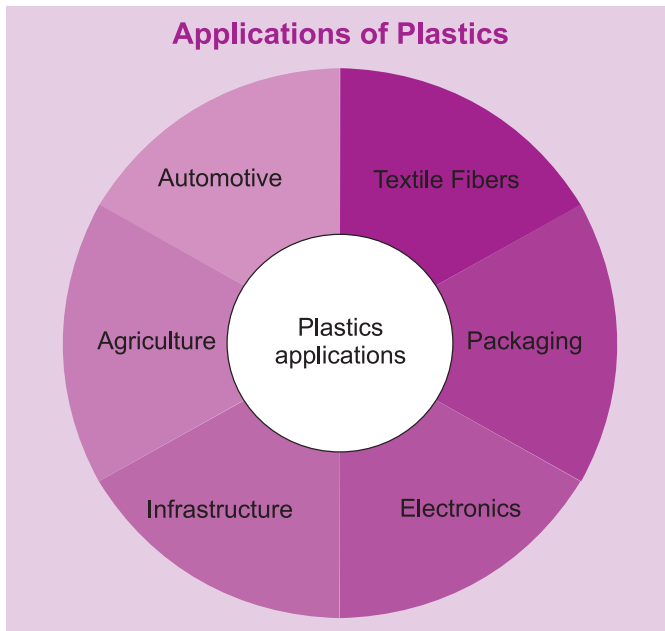 Applications of Plastics
Automotive
Textile Fibers
Agriculture
Plastics
applications
Packaging
Infrastructure
Electronics